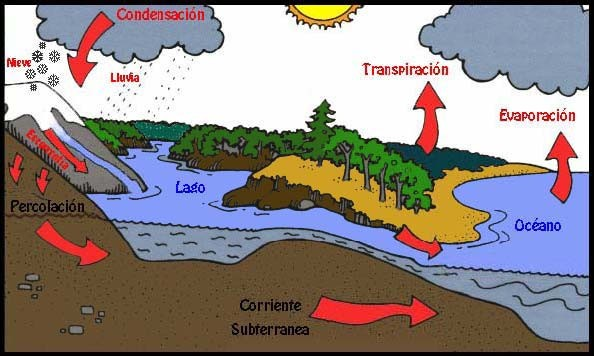 Condensación
Nieve
Lluvia
Transpiración
Evaporación
Escorrentía
Lago
Percolación
Océano
Corriente
Subterranea